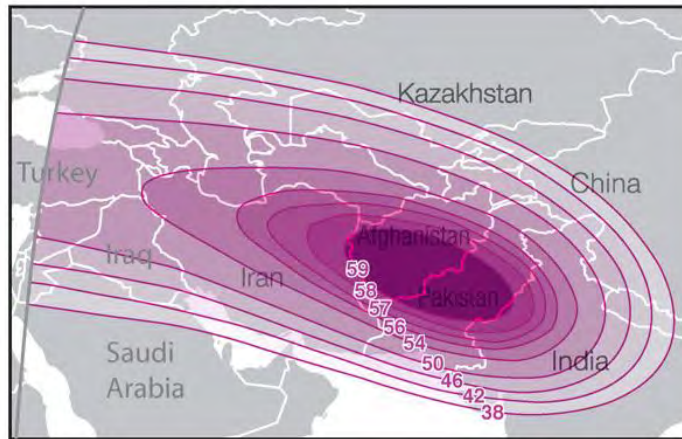 Kazakhstan
China
Turkey
Afghanistan
Iraq
Iran
59
58
Pakistan
57
56
54
Saudi
Arabia
50
India
46
42
38